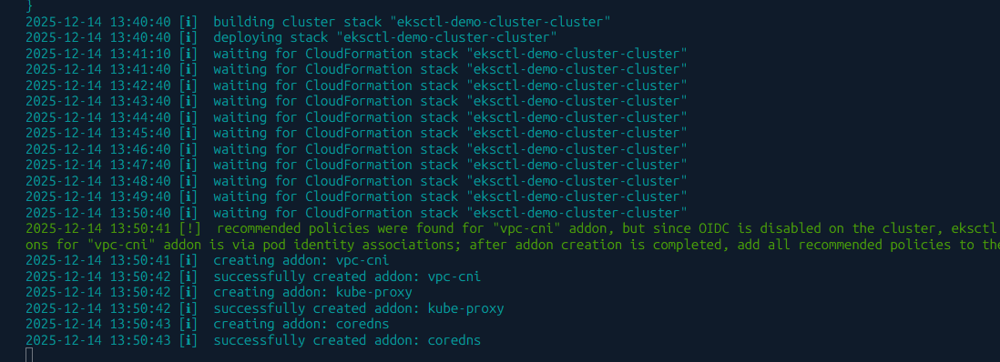 }
2025-12-14 13:40:40 [ℹ]  building cluster stack "eksctl-demo-cluster-cluster"
2025-12-14 13:40:40 [ℹ]  deploying stack "eksctl-demo-cluster-cluster"
2025-12-14 13:41:10 [ℹ]  waiting for CloudFormation stack "eksctl-demo-cluster-cluster"
2025-12-14 13:41:40 [ℹ]  waiting for CloudFormation stack "eksctl-demo-cluster-cluster"
2025-12-14 13:42:40 [ℹ]  waiting for CloudFormation stack "eksctl-demo-cluster-cluster"
2025-12-14 13:43:40 [ℹ]  waiting for CloudFormation stack "eksctl-demo-cluster-cluster"
2025-12-14 13:44:40 [ℹ]  waiting for CloudFormation stack "eksctl-demo-cluster-cluster"
2025-12-14 13:45:40 [ℹ]  waiting for CloudFormation stack "eksctl-demo-cluster-cluster"
2025-12-14 13:46:40 [ℹ]  waiting for CloudFormation stack "eksctl-demo-cluster-cluster"
2025-12-14 13:47:40 [ℹ]  waiting for CloudFormation stack "eksctl-demo-cluster-cluster"
2025-12-14 13:48:40 [ℹ]  waiting for CloudFormation stack "eksctl-demo-cluster-cluster"
2025-12-14 13:49:40 [ℹ]  waiting for CloudFormation stack "eksctl-demo-cluster-cluster"
2025-12-14 13:50:40 [ℹ]  waiting for CloudFormation stack "eksctl-demo-cluster-cluster"
2025-12-14 13:50:41 [!]  recommended policies were found for "vpc-cni" addon, but since OIDC is disabled on the cluster, eksctl
ons for "vpc-cni" addon is via pod identity associations; after addon creation is completed, add all recommended policies to the
2025-12-14 13:50:41 [ℹ]  creating addon: vpc-cni
2025-12-14 13:50:42 [ℹ]  successfully created addon: vpc-cni
2025-12-14 13:50:42 [ℹ]  creating addon: kube-proxy
2025-12-14 13:50:42 [ℹ]  successfully created addon: kube-proxy
2025-12-14 13:50:43 [ℹ]  creating addon: coredns
2025-12-14 13:50:43 [ℹ]  successfully created addon: coredns